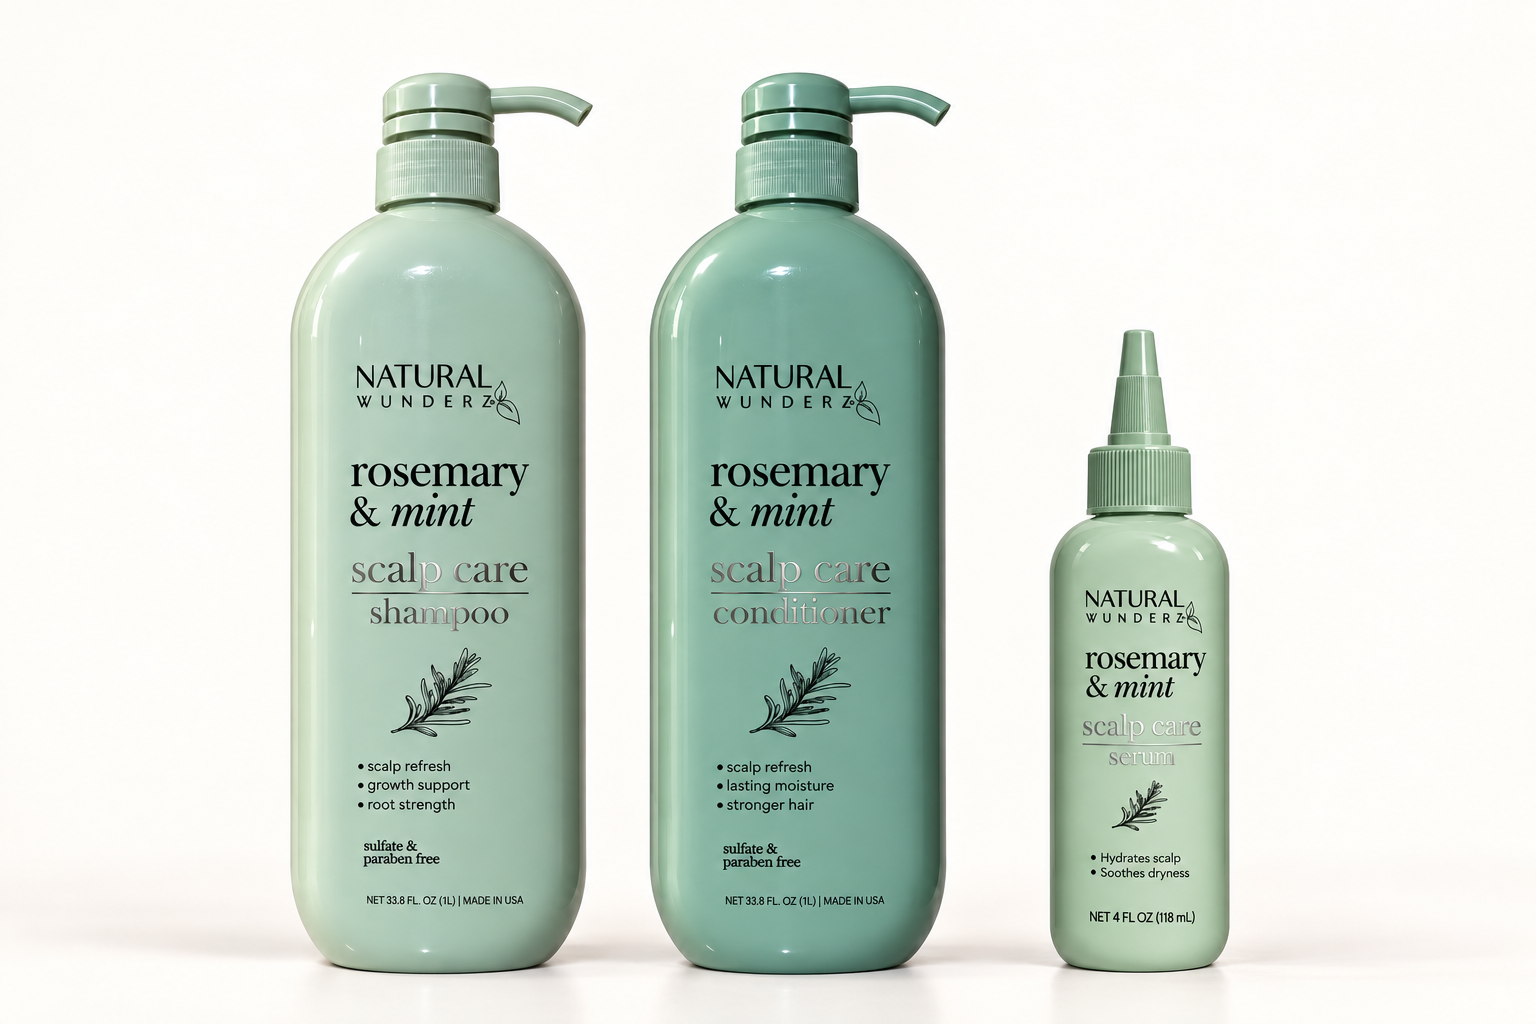 NATURAL
WUNDERZ
rosemary
& mint
scalp care
shampoo
• scalp refresh
• growth support
• root strength
sulfate &
paraben free
NET 33.8 FL. OZ (1L) | MADE IN USA
NATURAL
WUNDERZ
rosemary
& mint
scalp care
conditioner
• scalp refresh
• lasting moisture
• stronger hair
sulfate &
paraben free
NET 33.8 FL. OZ (1L) | MADE IN USA
NATURAL
WUNDERZ
rosemary
& mint
scalp care
serum
• Hydrates scalp
• Soothes dryness
NET 4 FL OZ (118 mL)